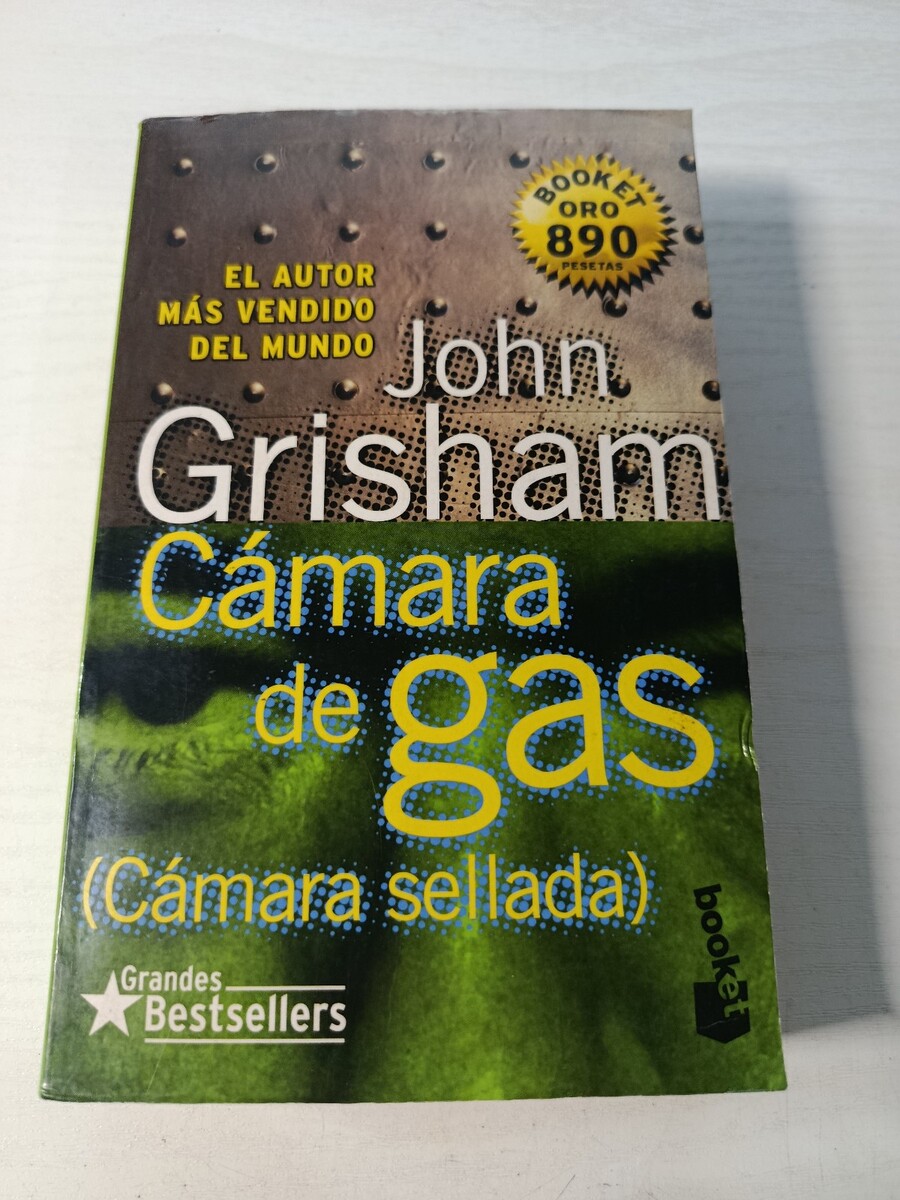 BOOKET
ORO
890
PESETAS
EL AUTOR
MÁS VENDIDO
DEL MUNDO
John
Grisham
Cámara
de gas
(Cámara sellada)
Grandes
Bestsellers
booket